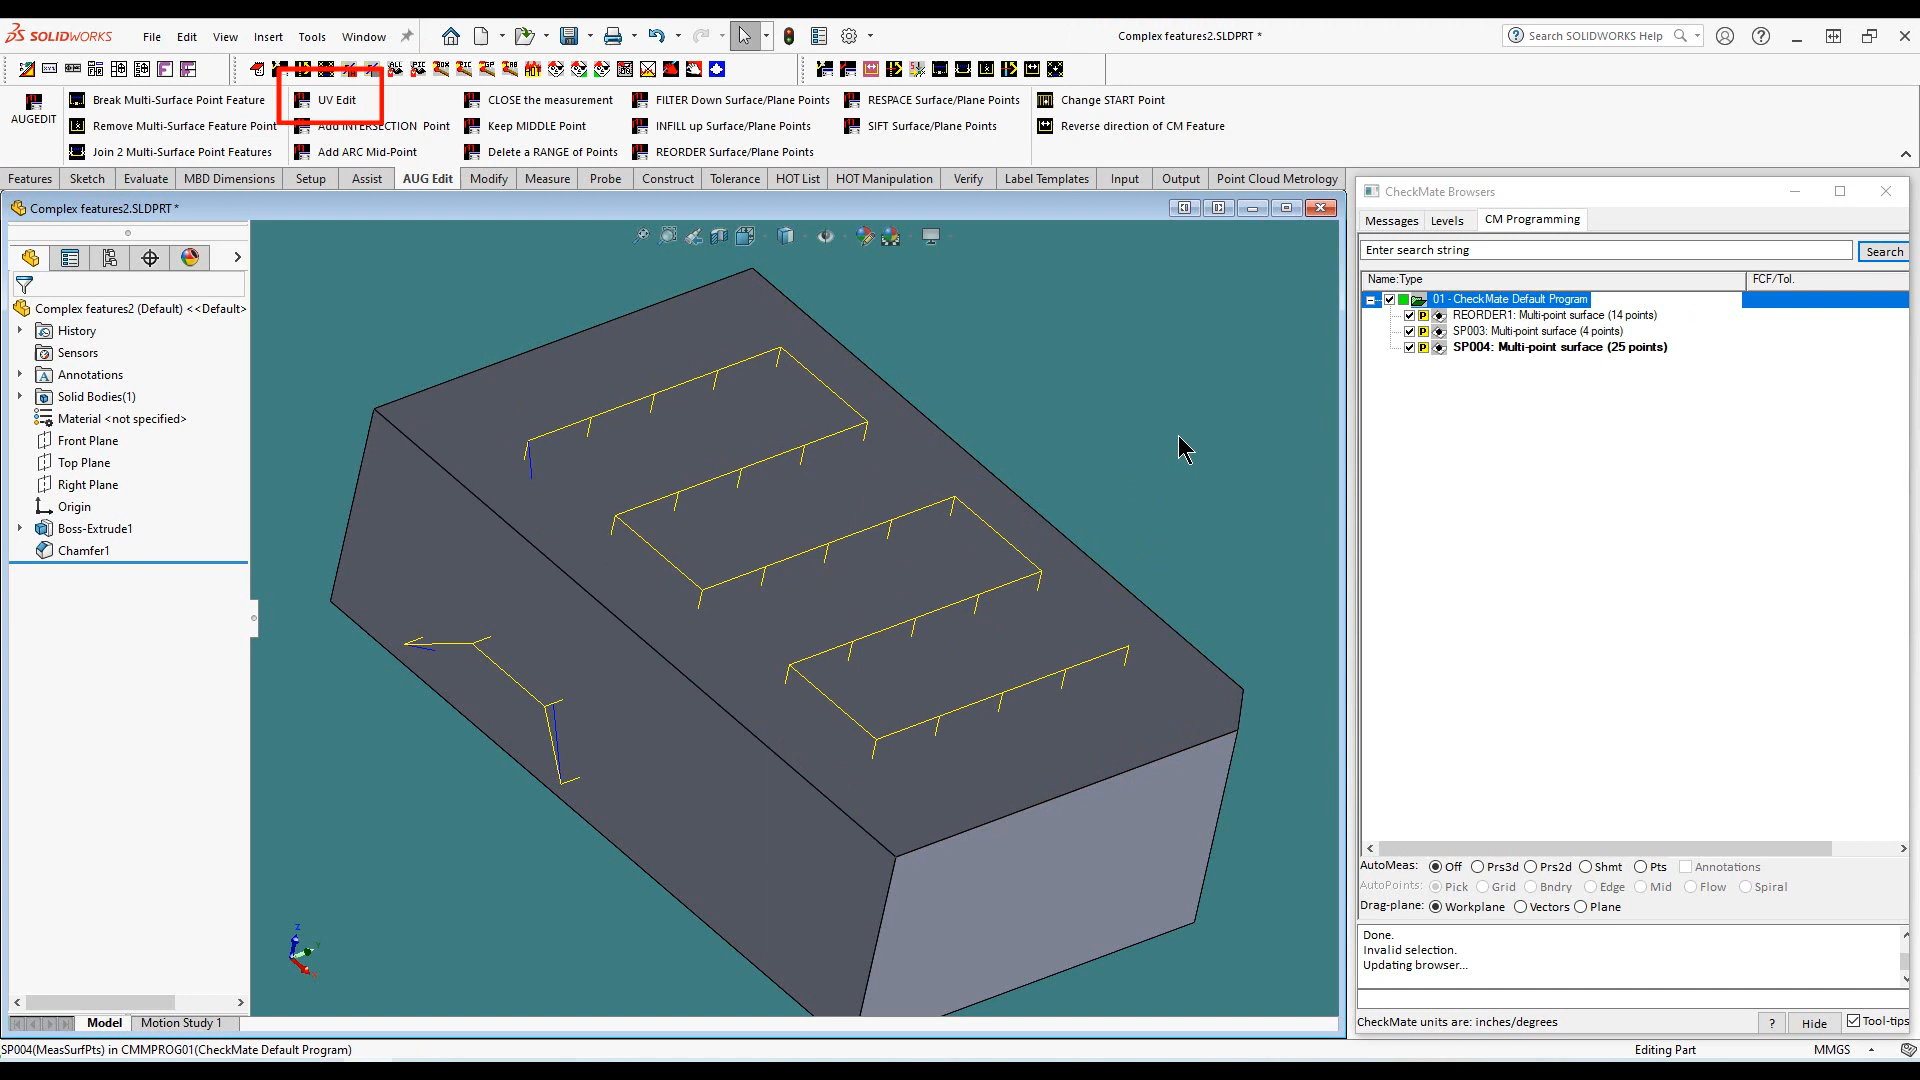 SOLIDWORKS File Edit View Insert Tools Window Complex features2.SLDPRT * Search SOLIDWORKS Help
AUGEDIT
Break Multi-Surface Point Feature UV Edit CLOSE the measurement FILTER Down Surface/Plane Points RESPACE Surface/Plane Points Change START Point
Remove Multi-Surface Feature Point Add INTERSECTION Point Keep MIDDLE Point INFILL up Surface/Plane Points SIFT Surface/Plane Points Reverse direction of CM Feature
Join 2 Multi-Surface Point Features Add ARC Mid-Point Delete a RANGE of Points REORDER Surface/Plane Points
Features Sketch Evaluate MBD Dimensions Setup Assist AUG Edit Modify Measure Probe Construct Tolerance HOT List HOT Manipulation Verify Label Templates Input Output Point Cloud Metrology
Complex features2.SLDPRT *
Complex features2 (Default) <<Default>
History
Sensors
Annotations
Solid Bodies(1)
Material <not specified>
Front Plane
Top Plane
Right Plane
Origin
Boss-Extrude1
Chamfer1
Z
Model Motion Study 1
CheckMate Browsers
Messages Levels CM Programming
Enter search string Search
Name:Type FCF/Tol.
01 - CheckMate Default Program
P REORDER1: Multi-point surface (14 points)
P SP003: Multi-point surface (4 points)
P SP004: Multi-point surface (25 points)
AutoMeas: Off Prs3d Prs2d Shmt Pts Annotations
AutoPoints: Pick Grid Bndry Edge Mid Flow Spiral
Drag-plane: Workplane Vectors Plane
Done.
Invalid selection.
Updating browser...
CheckMate units are: inches/degrees ? Hide Tool-tips
SP004(MeasSurfPts) in CMMPROG01(CheckMate Default Program) Editing Part MMGS